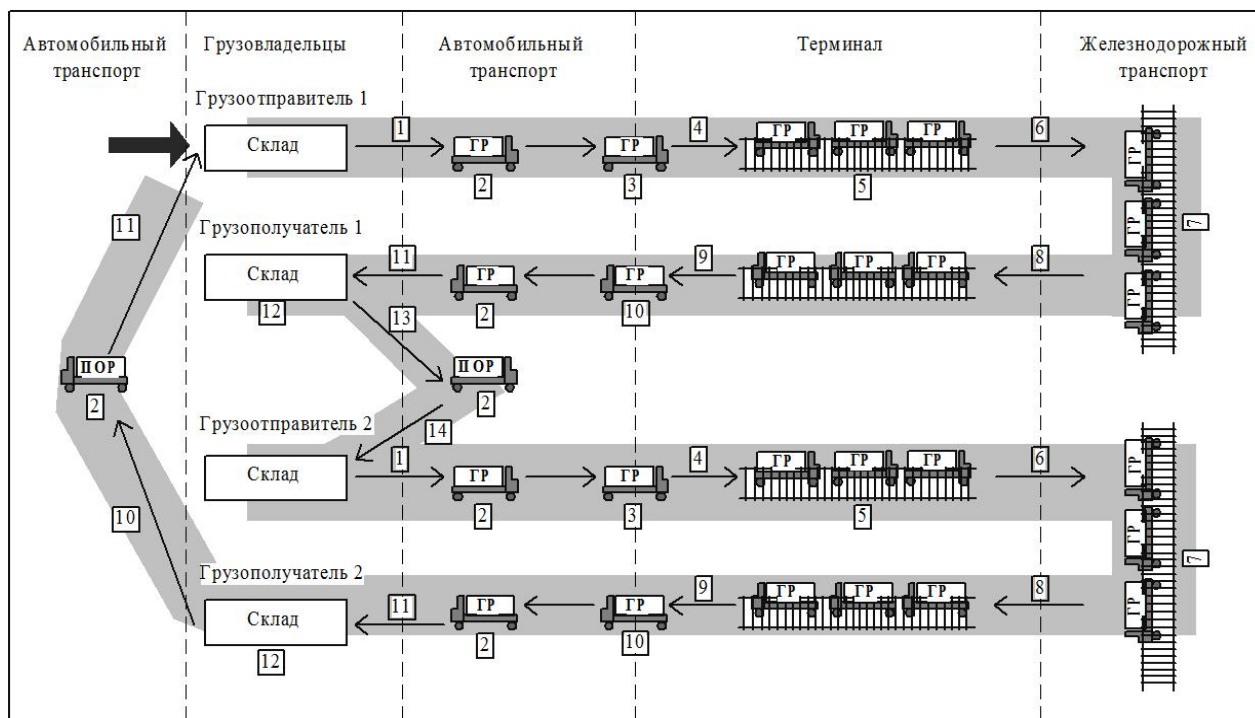 Автомобильный
транспорт
Грузовладельцы
Автомобильный
транспорт
Терминал
Железнодорожный
транспорт
Грузоотправитель 1
Склад
1
ГР
2
ГР
3
4
ГР ГР ГР
5
6
ГР
ГР
ГР
7
11
Грузополучатель 1
Склад
12
11
ГР
2
ГР
10
9
ГР ГР ГР
8
13
ПОР
2
ПОР
2
14
Грузоотправитель 2
Склад
1
ГР
2
ГР
3
4
ГР ГР ГР
5
6
ГР
ГР
ГР
7
10
Грузополучатель 2
Склад
12
11
ГР
2
ГР
10
9
ГР ГР ГР
8